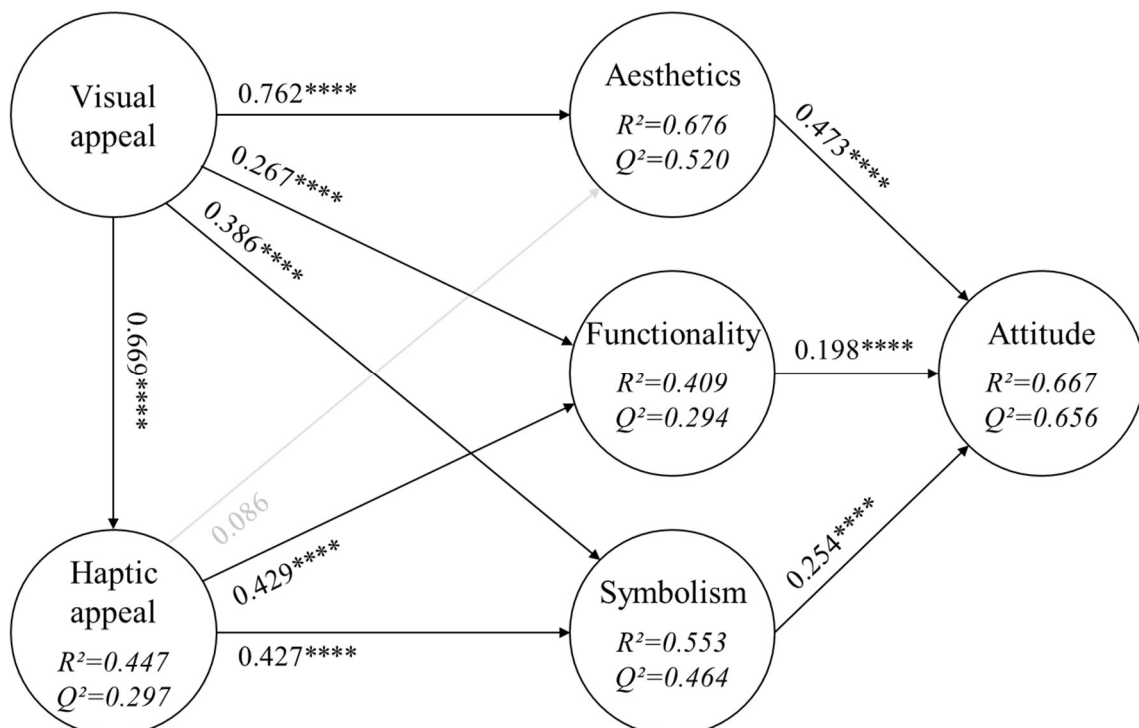 Visual
appeal
0.762****
0.267****
0.386****
0.669****
Aesthetics
R²=0.676
Q²=0.520
0.473****
Functionality
R²=0.409
Q²=0.294
0.198****
Attitude
R²=0.667
Q²=0.656
Haptic
appeal
R²=0.447
Q²=0.297
0.086
0.429****
0.427****
Symbolism
R²=0.553
Q²=0.464
0.254****